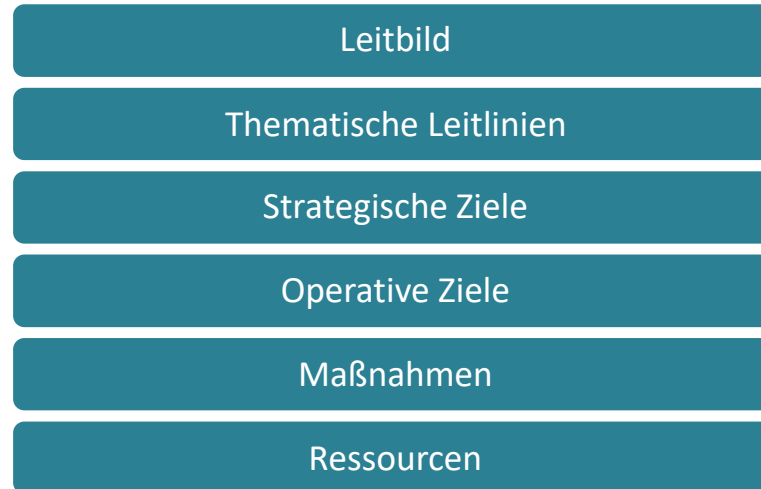 Leitbild
Thematische Leitlinien
Strategische Ziele
Operative Ziele
Maßnahmen
Ressourcen